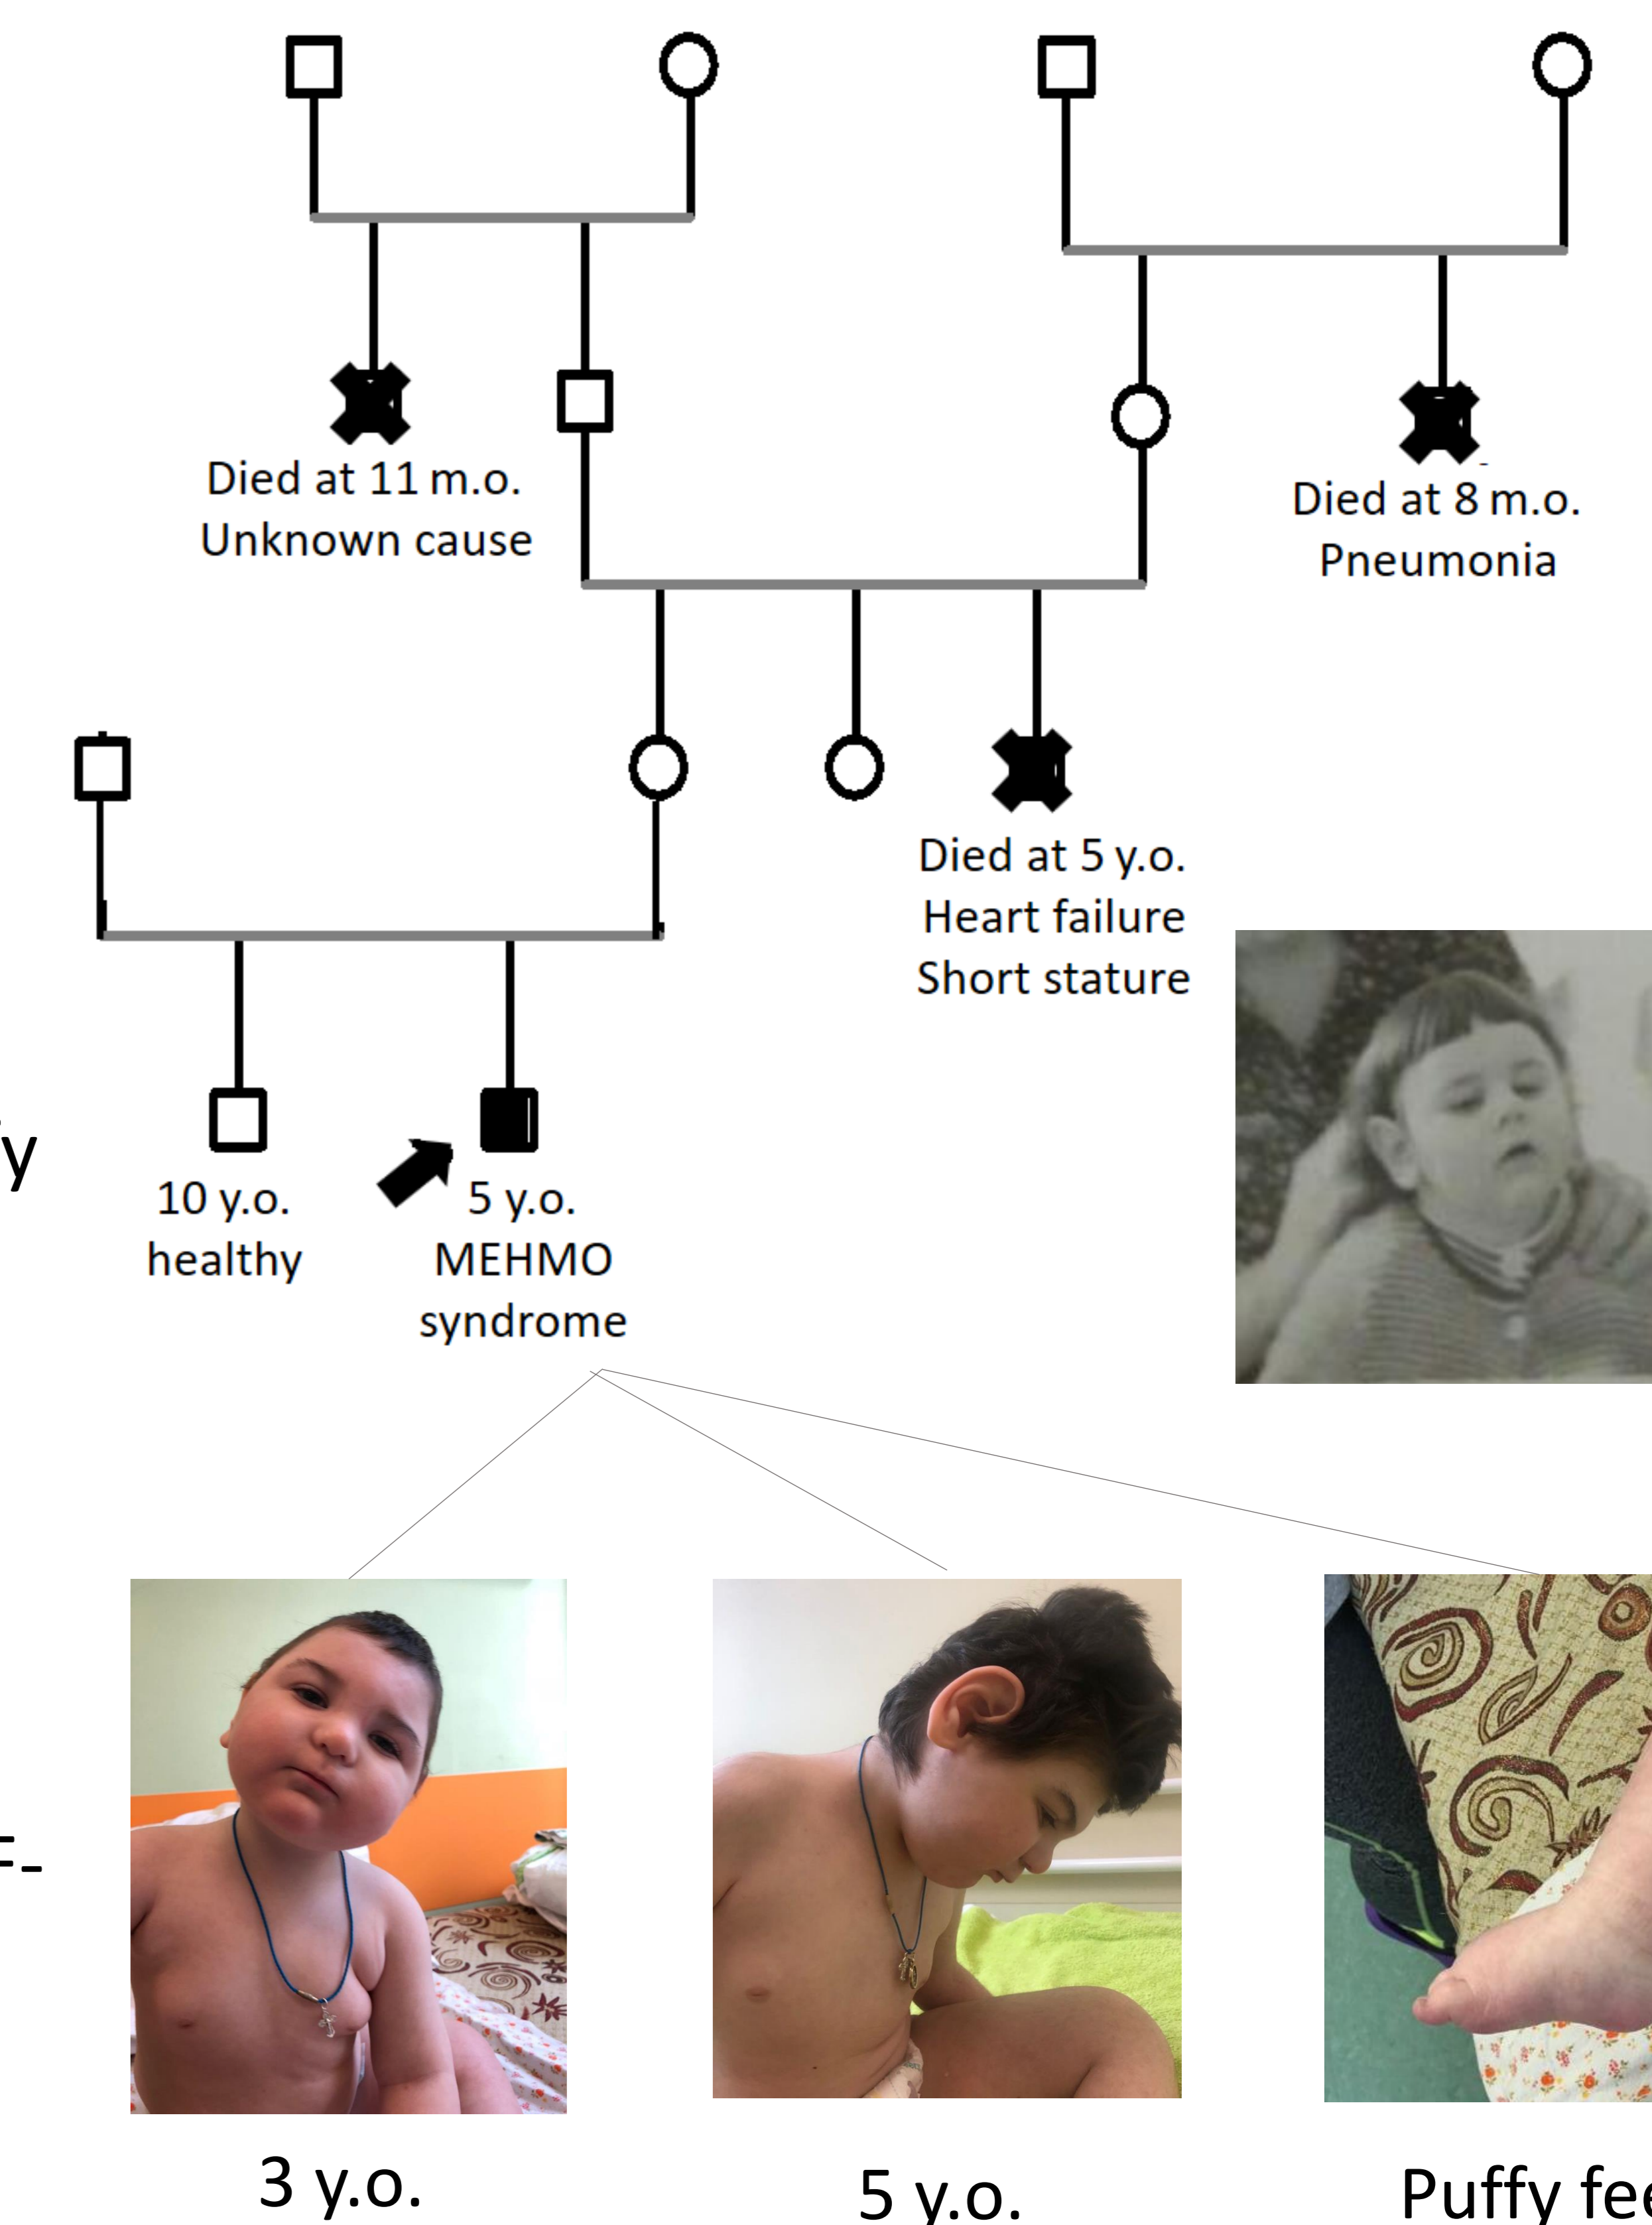 Died at 11 m.o.
Unknown cause
Died at 8 m.o.
Pneumonia
Died at 5 y.o.
Heart failure
Short stature
10 y.o.
healthy
5 y.o.
MEHMO
syndrome
3 y.o.
5 y.o.
Puffy